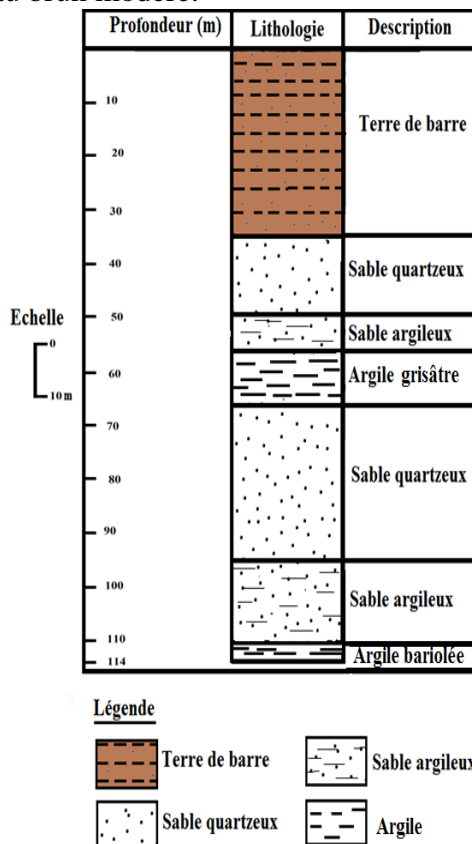 Profondeur (m) Lithologie Description
10
Terre de barre
20
30
40 Sable quartzeux
50
Echelle
0
Sable argileux
60 Argile grisâtre
10 m
70
80 Sable quartzeux
90
100 Sable argileux
110
Argile bariolée
114
Légende
Terre de barre Sable argileux
Sable quartzeux Argile